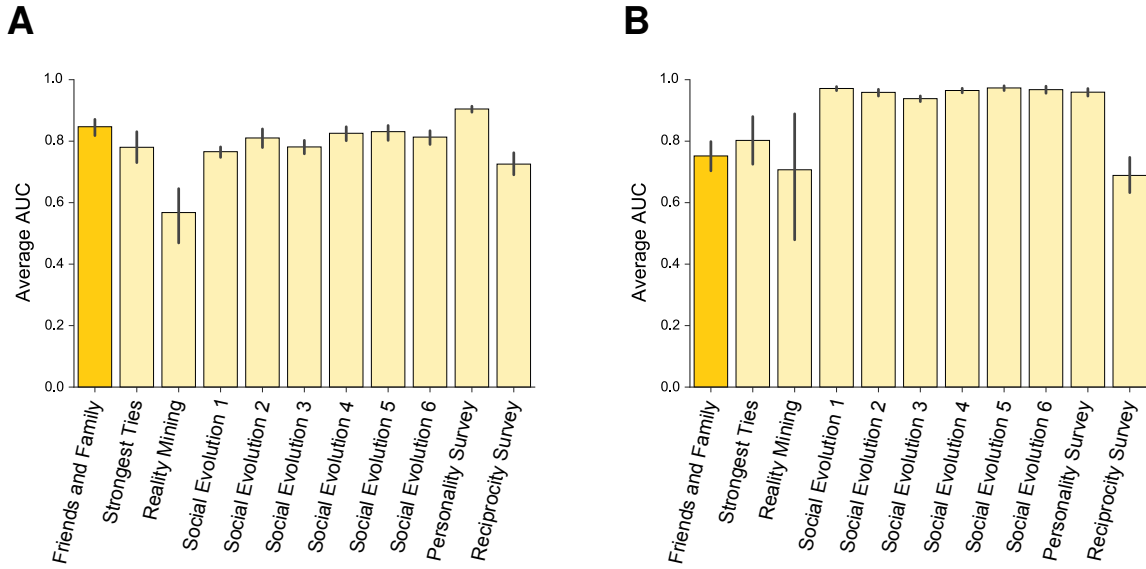 A
Average AUC
1.0
0.8
0.6
0.4
0.2
0.0
Friends and Family
Strongest Ties
Reality Mining
Social Evolution 1
Social Evolution 2
Social Evolution 3
Social Evolution 4
Social Evolution 5
Social Evolution 6
Personality Survey
Reciprocity Survey
B
Average AUC
1.0
0.8
0.6
0.4
0.2
0.0
Friends and Family
Strongest Ties
Reality Mining
Social Evolution 1
Social Evolution 2
Social Evolution 3
Social Evolution 4
Social Evolution 5
Social Evolution 6
Personality Survey
Reciprocity Survey